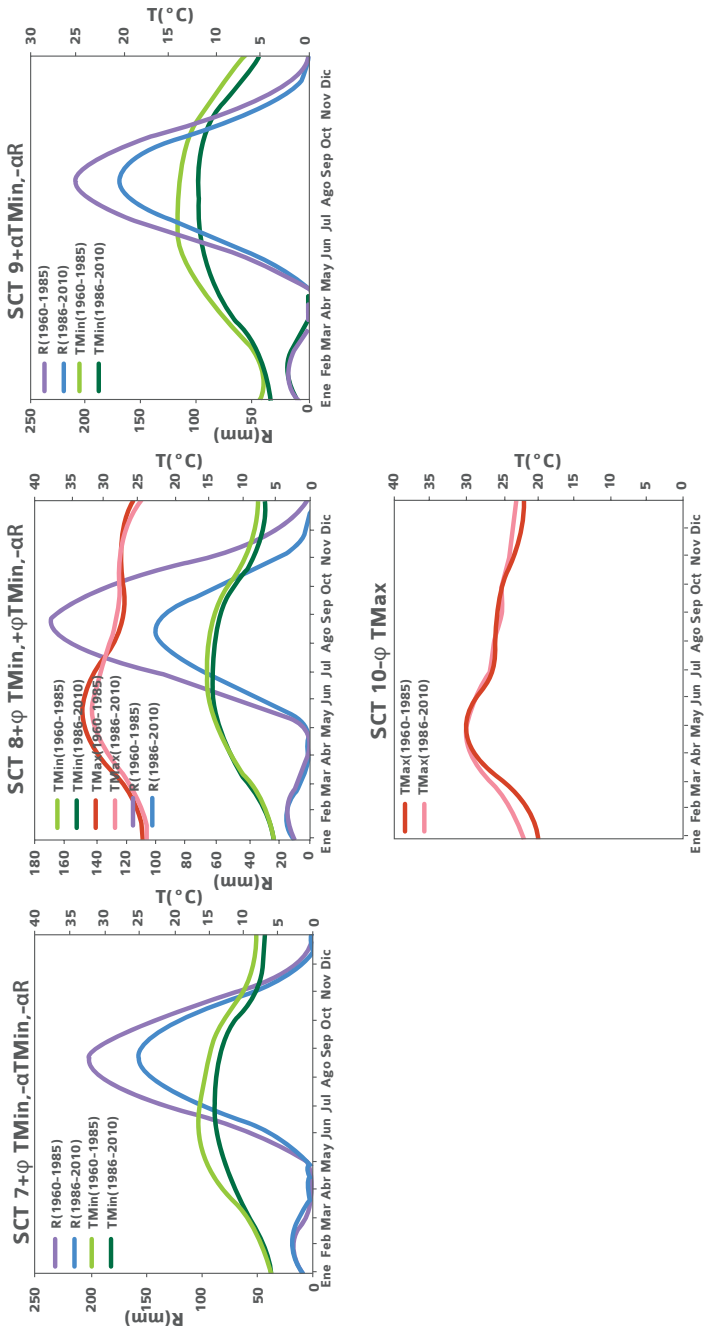 SCT 7+φ TMin,-αTMin,-αR
R(1960-1985)
R(1986-2010)
TMin(1960-1985)
TMin(1986-2010)
R(mm)
250
200
150
100
50
0
T(°C)
40
35
30
25
20
15
10
5
0
Ene Feb Mar Abr May Jun Jul Ago Sep Oct Nov Dic
SCT 8+φ TMin,+φTMin,-αR
TMin(1960-1985)
TMin(1986-2010)
TMax(1960-1985)
TMax(1986-2010)
R(1960-1985)
R(1986-2010)
R(mm)
180
160
140
120
100
80
60
40
20
0
T(°C)
40
35
30
25
20
15
10
5
0
Ene Feb Mar Abr May Jun Jul Ago Sep Oct Nov Dic
SCT 9+αTMin,-αR
R(1960-1985)
R(1986-2010)
TMin(1960-1985)
TMin(1986-2010)
R(mm)
250
200
150
100
50
0
T(°C)
30
25
20
15
10
5
0
Ene Feb Mar Abr May Jun Jul Ago Sep Oct Nov Dic
SCT 10-φ TMax
TMax(1960-1985)
TMax(1986-2010)
T(°C)
40
35
30
25
20
15
10
5
0
Ene Feb Mar Abr May Jun Jul Ago Sep Oct Nov Dic